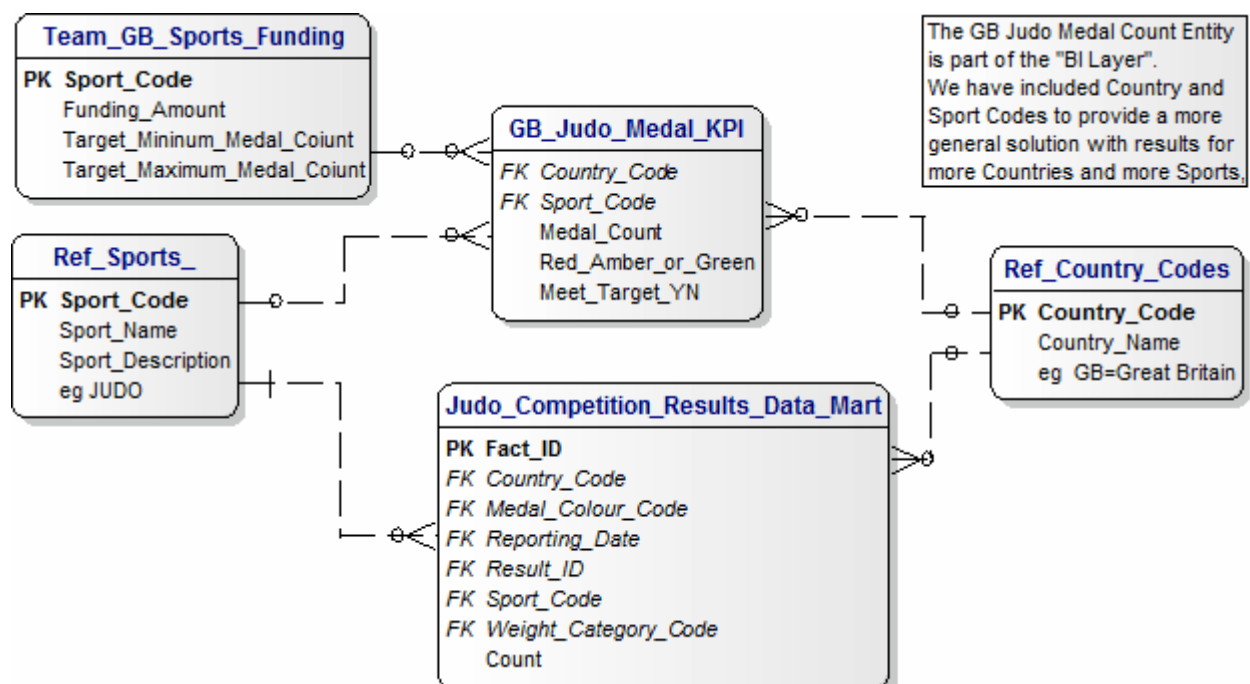 Team_GB_Sports_Funding
PK Sport_Code
Funding_Amount
Target_Mininum_Medal_Coiunt
Target_Maximum_Medal_Coiunt
GB_Judo_Medal_KPI
FK Country_Code
FK Sport_Code
Medal_Count
Red_Amber_or_Green
Meet_Target_YN
The GB Judo Medal Count Entity
is part of the "BI Layer".
We have included Country and
Sport Codes to provide a more
general solution with results for
more Countries and more Sports,
Ref_Sports_
PK Sport_Code
Sport_Name
Sport_Description
eg JUDO
Ref_Country_Codes
PK Country_Code
Country_Name
eg GB=Great Britain
Judo_Competition_Results_Data_Mart
PK Fact_ID
FK Country_Code
FK Medal_Colour_Code
FK Reporting_Date
FK Result_ID
FK Sport_Code
FK Weight_Category_Code
Count